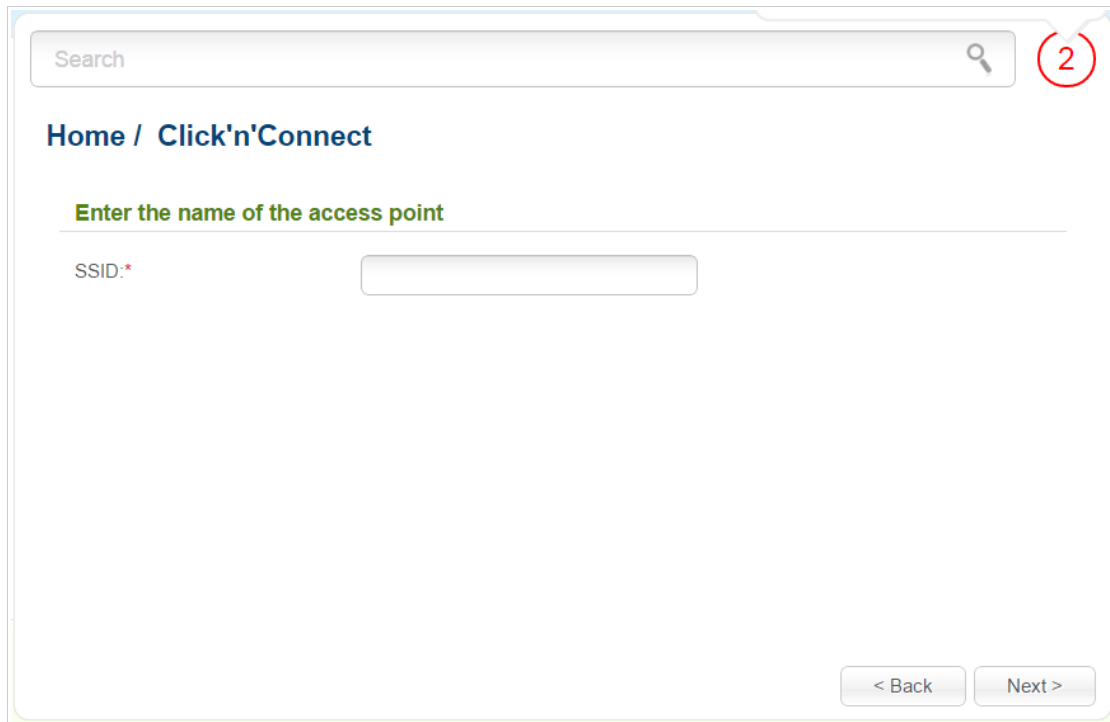 Search
2
Home / Click'n'Connect
Enter the name of the access point
SSID:*
< Back
Next >